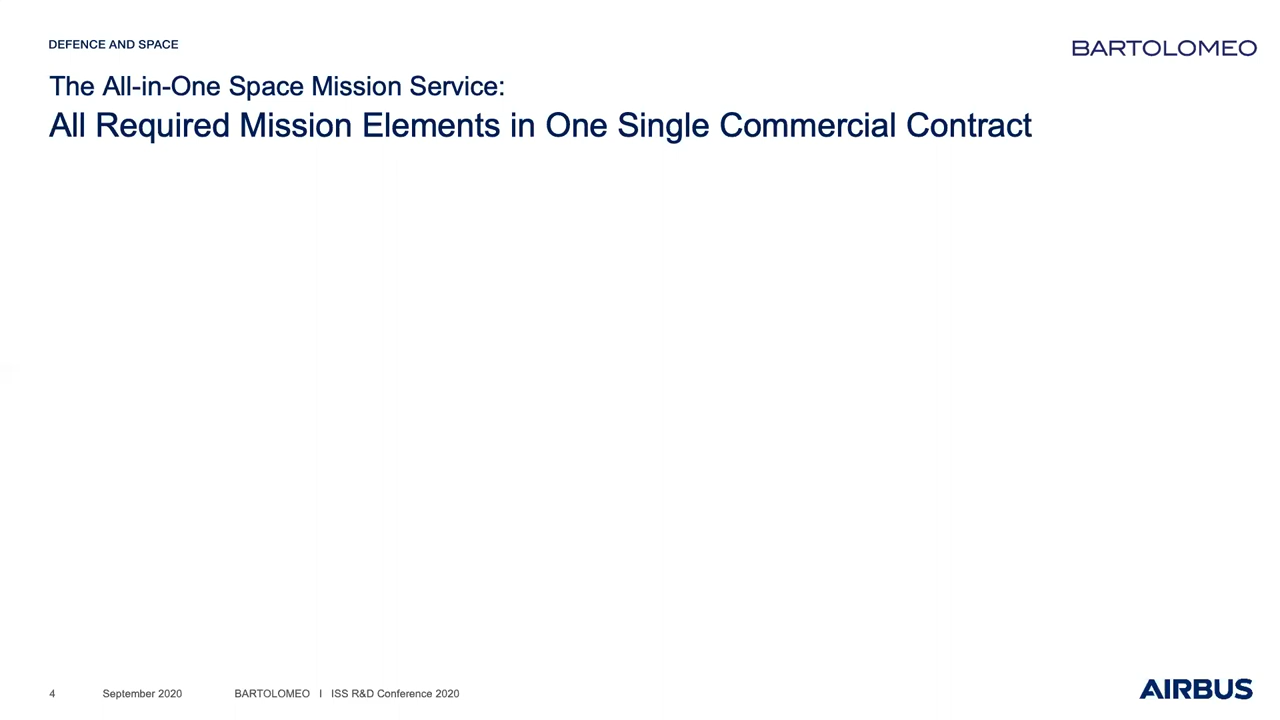 DEFENCE AND SPACE
BARTOLOMEO
The All-in-One Space Mission Service:
All Required Mission Elements in One Single Commercial Contract
4 September 2020 BARTOLOMEO I ISS R&D Conference 2020
AIRBUS